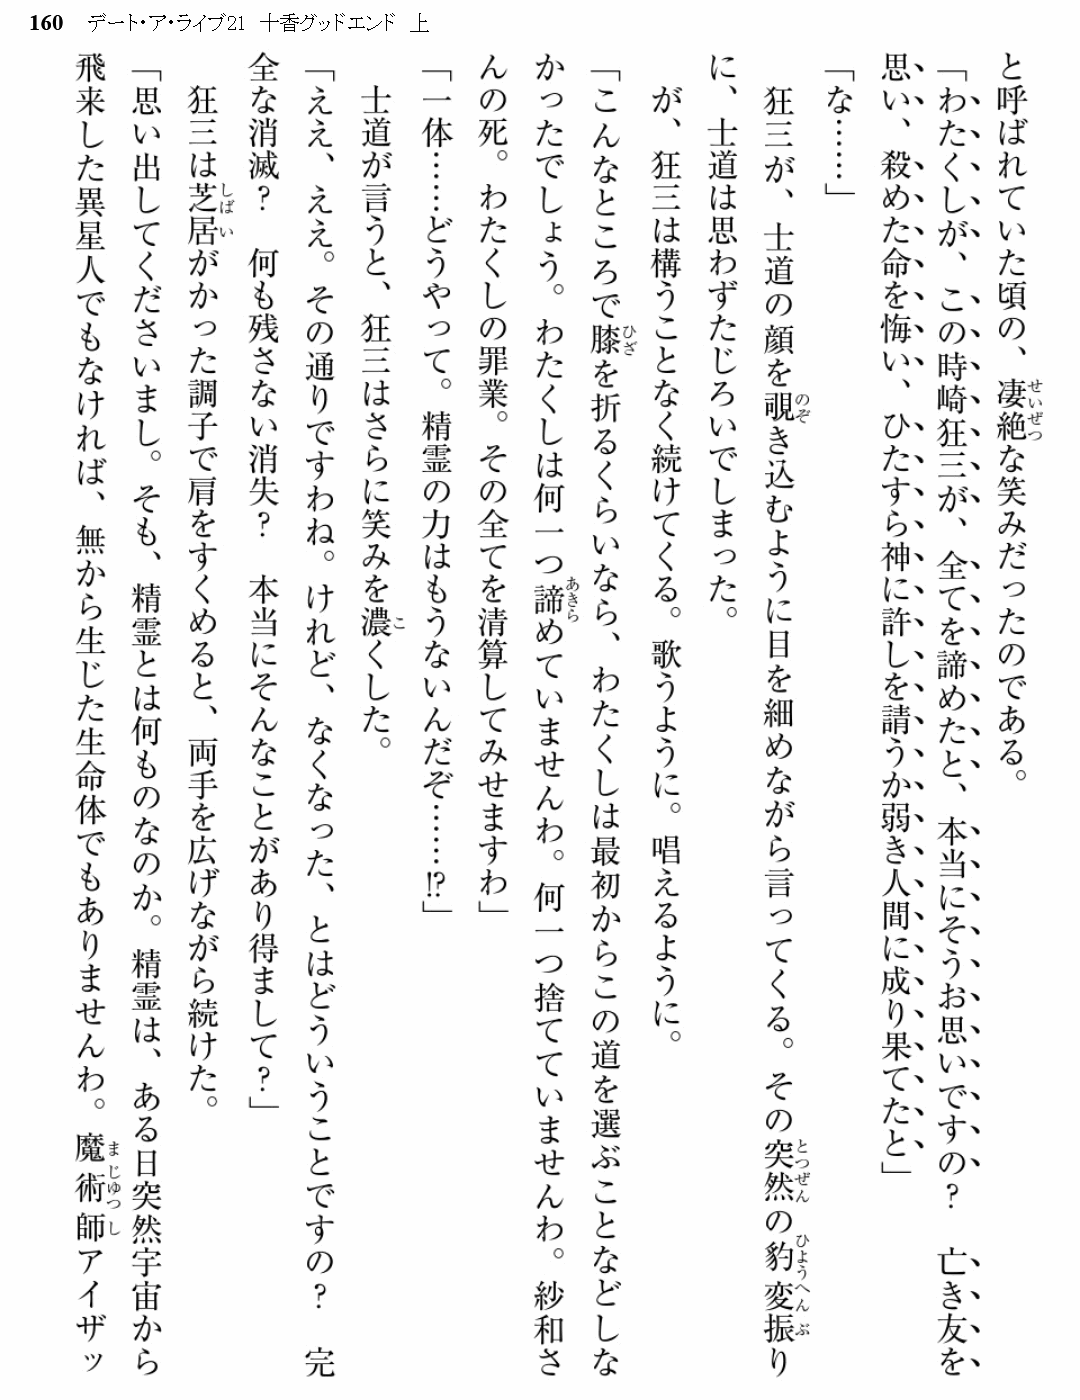 160 デート・ア・ライブ21 十香グッドエンド 上
と呼ばれていた頃の、凄絶な笑みだったのである。
「わたくしが、この時崎狂三が、全てを諦めたと、本当にそうお思いですの？ 亡き友を
思い、殺めた命を悔い、ひたすら神に許しを請うか弱き人間に成り果てたと」
「な……」
狂三が、士道の顔を覗き込むように目を細めながら言ってくる。その突然の豹変振り
に、士道は思わずたじろいでしまった。
が、狂三は構うことなく続けてくる。歌うように。唱えるように。
「こんなところで膝を折るくらいなら、わたくしは最初からこの道を選ぶことなどしな
かったでしょう。わたくしは何一つ諦めていませんわ。何一つ捨てていませんわ。紗和さ
んの死。わたくしの罪業。その全てを清算してみせますわ」
「一体……どうやって。精霊の力はもうないんだぞ……!?」
士道が言うと、狂三はさらに笑みを濃くした。
「ええ、ええ。その通りですわね。けれど、なくなった、とはどういうことですの？ 完
全な消滅？ 何も残さない消失？ 本当にそんなことがあり得まして？」
狂三は芝居がかった調子で肩をすくめると、両手を広げながら続けた。
「思い出してくださいまし。そも、精霊とは何ものなのか。精霊は、ある日突然宇宙から
飛来した異星人でもなければ、無から生じた生命体でもありませんわ。魔術師アイザッ